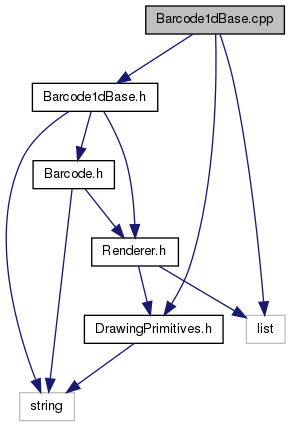 Barcode1dBase.cpp
Barcode1dBase.h
Barcode.h
Renderer.h
DrawingPrimitives.h
list
string